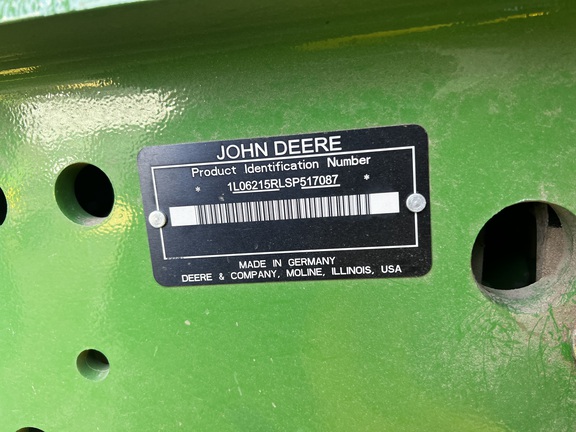 JOHN DEERE
Product Identification Number
* 1L06215RLSP517087 *
MADE IN GERMANY
DEERE & COMPANY, MOLINE, ILLINOIS, USA